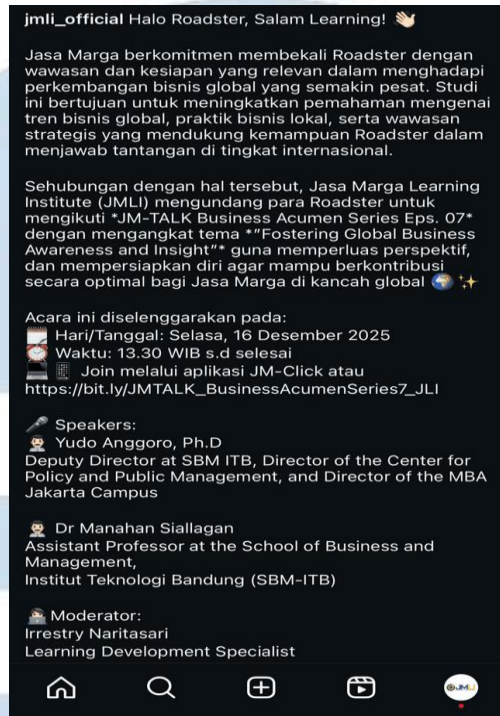 jmli_official Halo Roadster, Salam Learning! 👋🏻
Jasa Marga berkomitmen membekali Roadster dengan
wawasan dan kesiapan yang relevan dalam menghadapi
perkembangan bisnis global yang semakin pesat. Studi
ini bertujuan untuk meningkatkan pemahaman mengenai
tren bisnis global, praktik bisnis lokal, serta wawasan
strategis yang mendukung kemampuan Roadster dalam
menjawab tantangan di tingkat internasional.
Sehubungan dengan hal tersebut, Jasa Marga Learning
Institute (JMLI) mengundang para Roadster untuk
mengikuti *JM-TALK Business Acumen Series Eps. 07*
dengan mengangkat tema *"Fostering Global Business
Awareness and Insight"* guna memperluas perspektif,
dan mempersiapkan diri agar mampu berkontribusi
secara optimal bagi Jasa Marga di kancah global 🌍✨
Acara ini diselenggarakan pada:
🗓️ Hari/Tanggal: Selasa, 16 Desember 2025
⏰ Waktu: 13.30 WIB s.d selesai
💻📱 Join melalui aplikasi JM-Click atau
https://bit.ly/JMTALK_BusinessAcumenSeries7_JLI
🎤 Speakers:
👨🏻‍🎓 Yudo Anggoro, Ph.D
Deputy Director at SBM ITB, Director of the Center for
Policy and Public Management, and Director of the MBA
Jakarta Campus
👨🏻‍🎓 Dr Manahan Siallagan
Assistant Professor at the School of Business and
Management,
Institut Teknologi Bandung (SBM-ITB)
👩🏻‍💻 Moderator:
Irrestry Naritasari
Learning Development Specialist
JMLI